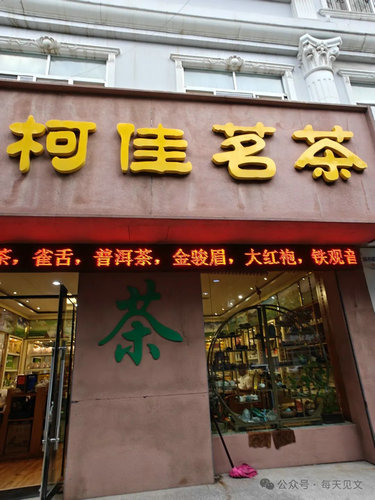 柯佳茗茶
茶，雀舌，普洱茶，金骏眉，大红袍，铁观音
茶
公众号·每天见文